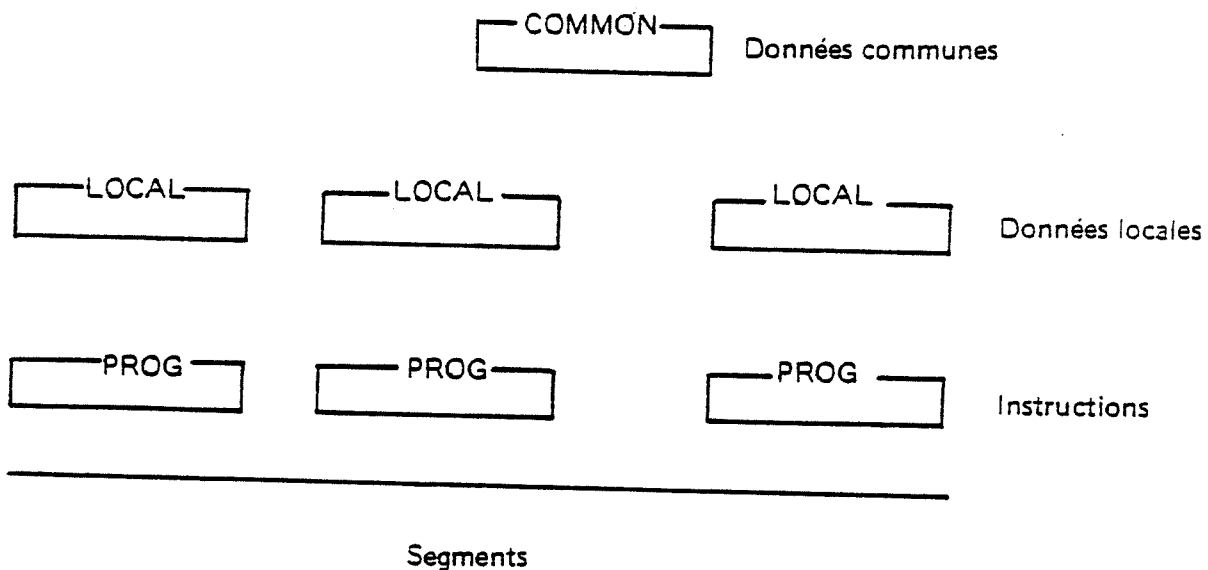 COMMON Données communes
LOCAL LOCAL LOCAL Données locales
PROG PROG PROG Instructions
Segments